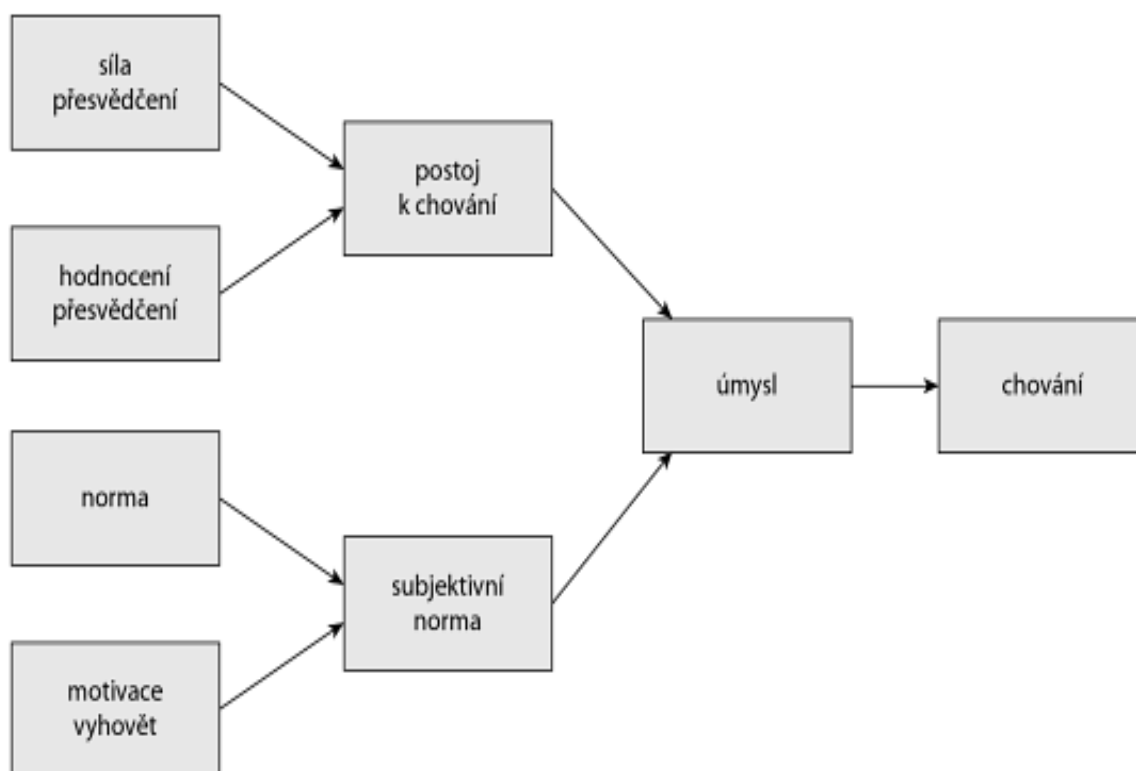 síla
přesvědčení
hodnocení
přesvědčení
postoj
k chování
norma
motivace
vyhovět
subjektivní
norma
úmysl
chování